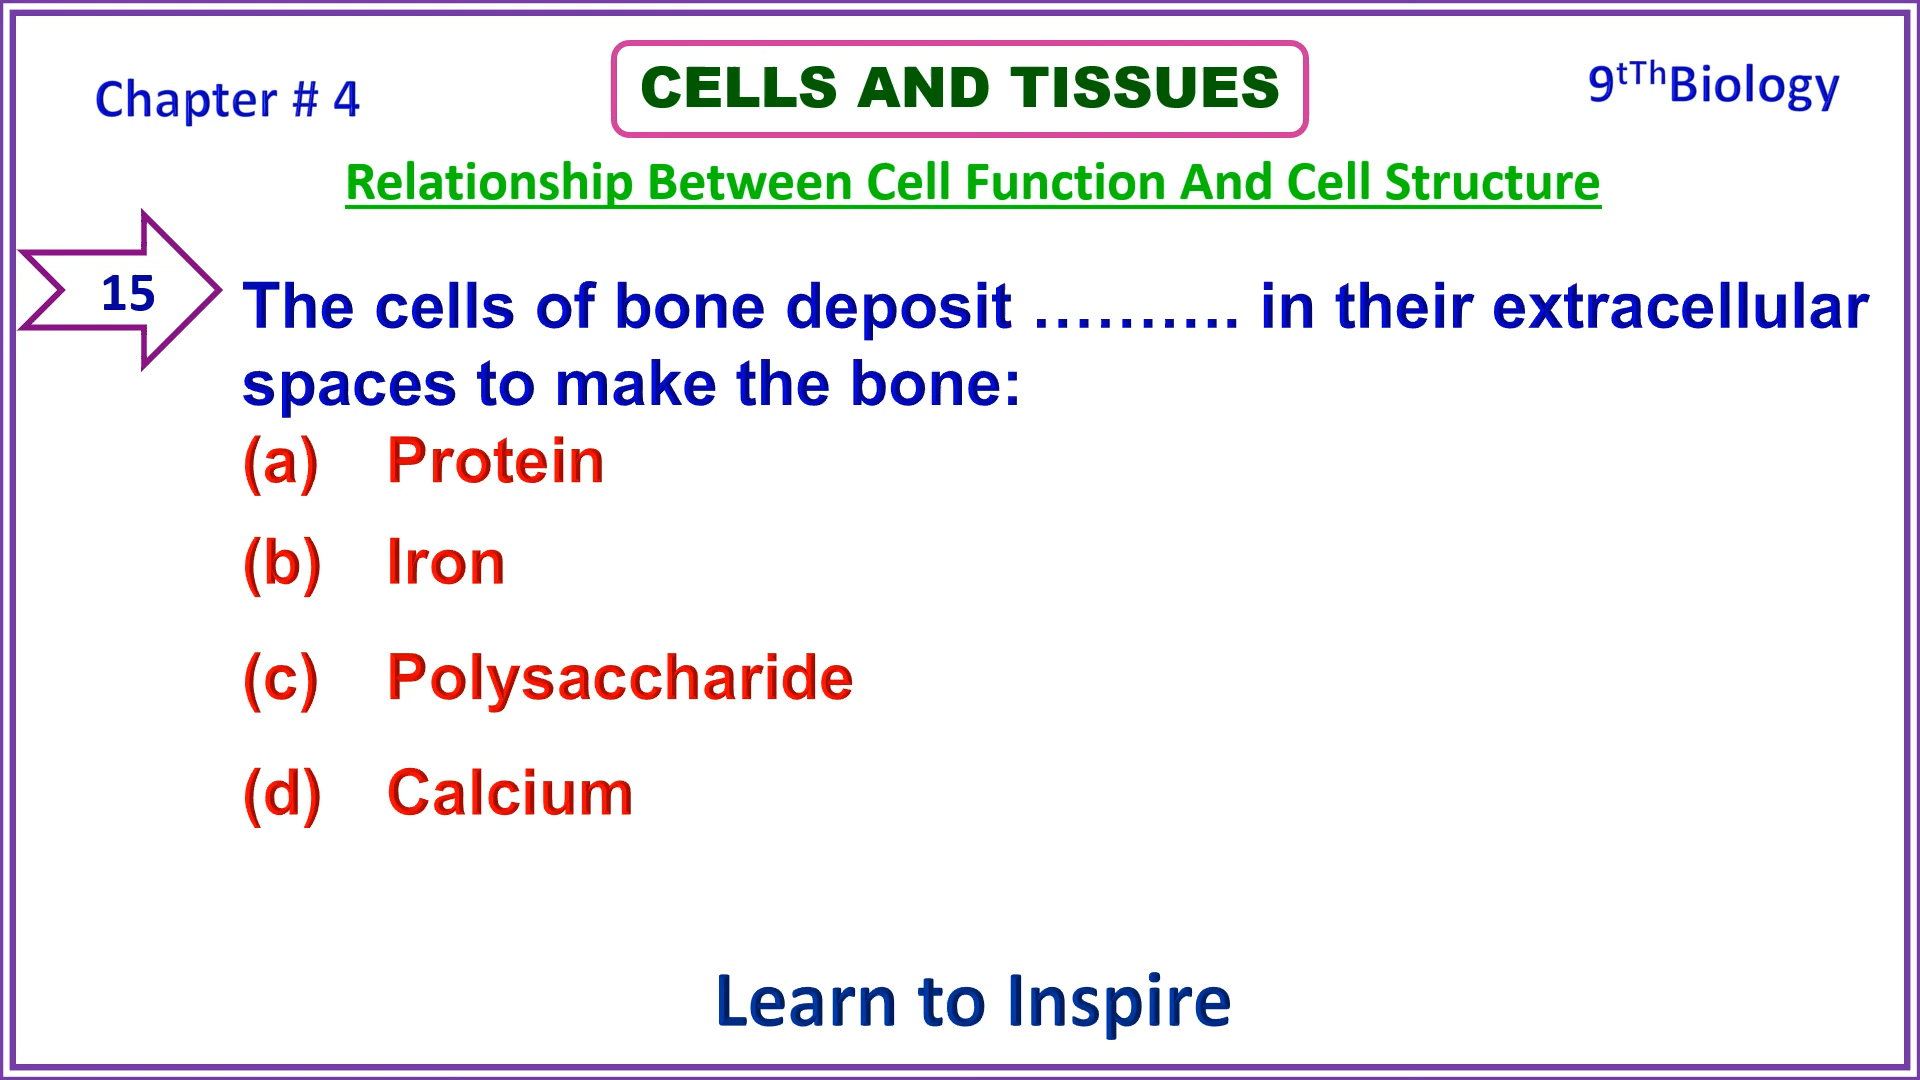 Chapter # 4
CELLS AND TISSUES
9tThBiology
Relationship Between Cell Function And Cell Structure
15
The cells of bone deposit ………. in their extracellular
spaces to make the bone:
(a) Protein
(b) Iron
(c) Polysaccharide
(d) Calcium
Learn to Inspire